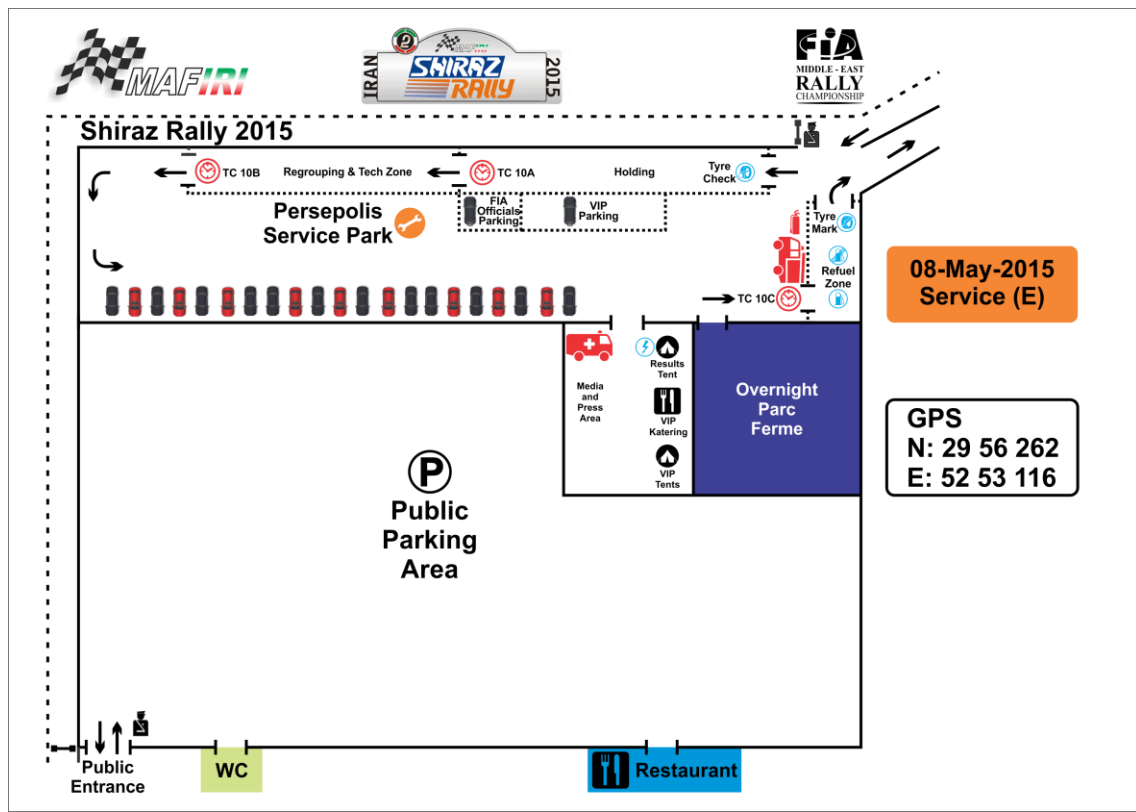 MAFIRI
IRAN
MAFIRI
SHIRAZ
RALLY
2015
FiA
MIDDLE - EAST
RALLY
CHAMPIONSHIP
Shiraz Rally 2015
TC 10B
Regrouping & Tech Zone
TC 10A
Holding
Tyre
Check
Persepolis
Service Park
FIA
Officials
Parking
VIP
Parking
Tyre
Mark
Refuel
Zone
TC 10C
08-May-2015
Service (E)
Results
Tent
Media
and
Press
Area
VIP
Katering
VIP
Tents
Overnight
Parc
Ferme
GPS
N: 29 56 262
E: 52 53 116
P
Public
Parking
Area
Public
Entrance
WC
Restaurant